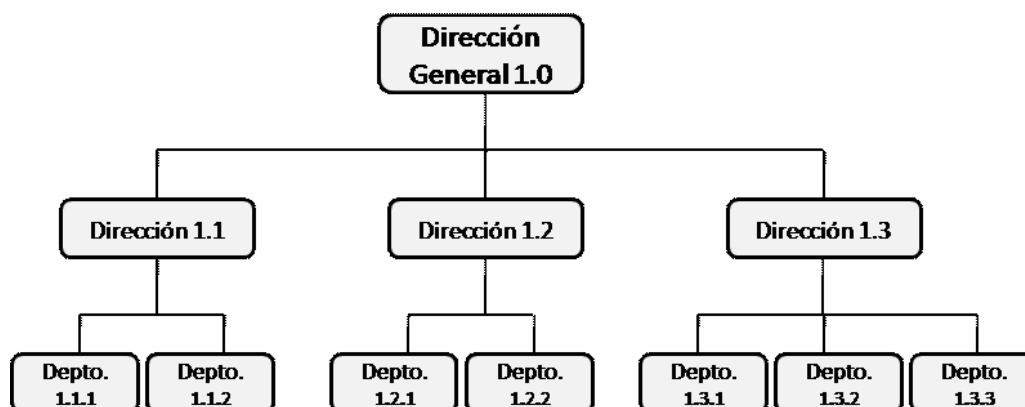 Dirección
General 1.0
Dirección 1.1
Dirección 1.2
Dirección 1.3
Depto.
1.1.1
Depto.
1.1.2
Depto.
1.2.1
Depto.
1.2.2
Depto.
1.3.1
Depto.
1.3.2
Depto.
1.3.3